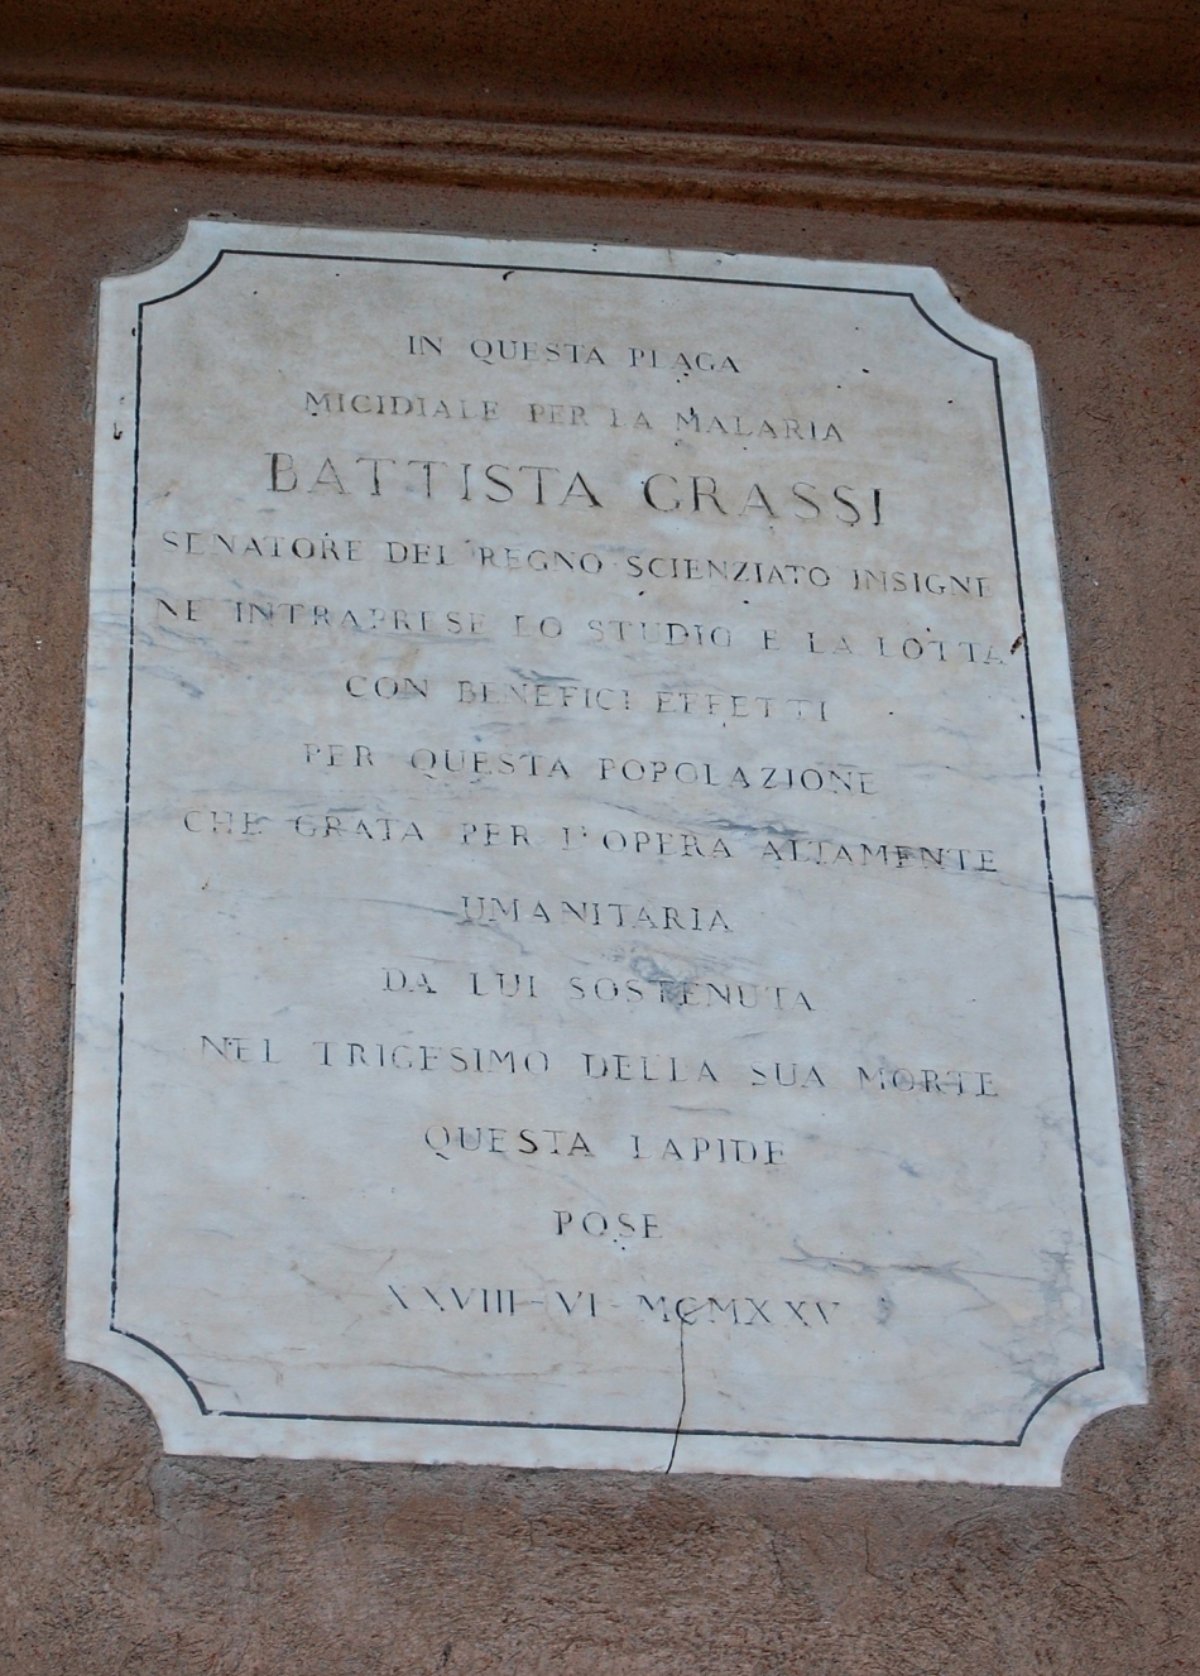 IN QUESTA PLAGA
MICIDIALE PER LA MALARIA
BATTISTA GRASSI
SENATORE DEL REGNO SCIENZIATO INSIGNE
NE INTRAPRESE LO STUDIO E LA LOTTA
CON BENEFICI EFFETTI
PER QUESTA POPOLAZIONE
CHE GRATA PER L'OPERA ALTAMENTE
UMANITARIA
DA LUI SOSTENUTA
NEL TRIGESIMO DELLA SUA MORTE
QUESTA LAPIDE
POSE
XXVIII-VI-MCMXXV